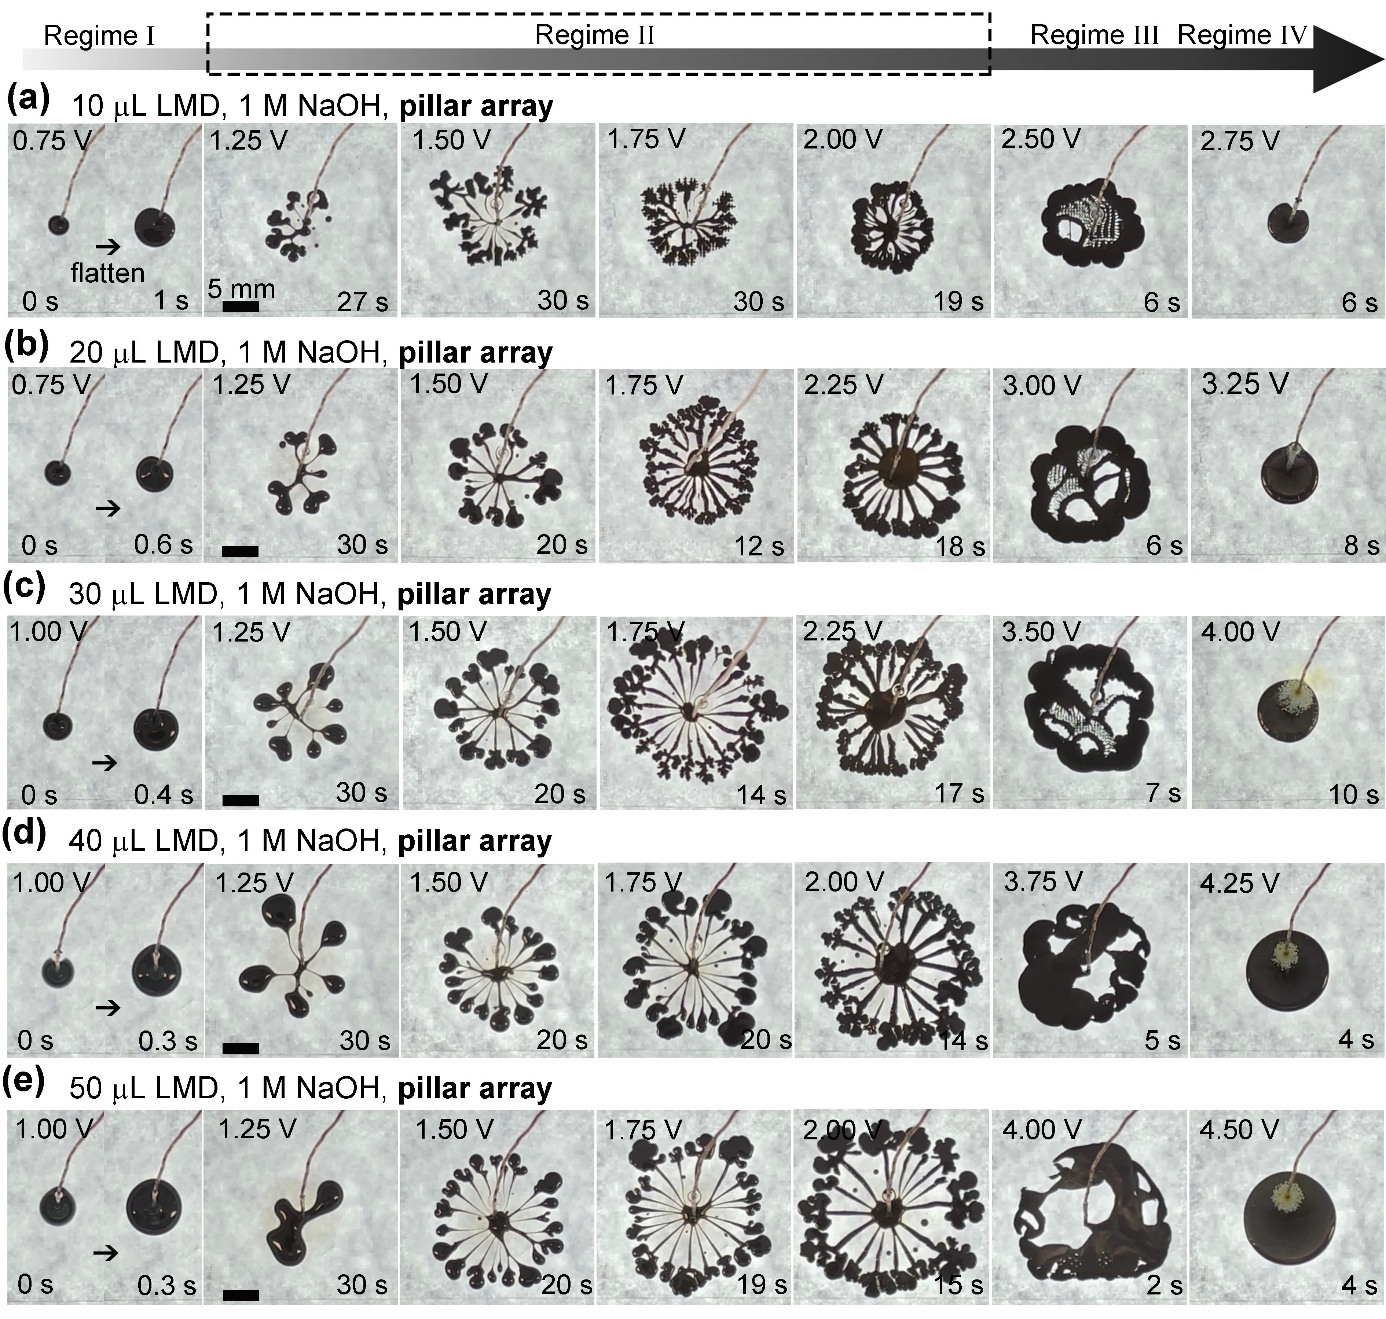 Regime I Regime II Regime III Regime IV
(a) 10 μL LMD, 1 M NaOH, pillar array
0.75 V 1.25 V 1.50 V 1.75 V 2.00 V 2.50 V 2.75 V
→
flatten
5 mm
0 s 1 s 27 s 30 s 30 s 19 s 6 s 6 s
(b) 20 μL LMD, 1 M NaOH, pillar array
0.75 V 1.25 V 1.50 V 1.75 V 2.25 V 3.00 V 3.25 V
→
0 s 0.6 s 30 s 20 s 12 s 18 s 6 s 8 s
(c) 30 μL LMD, 1 M NaOH, pillar array
1.00 V 1.25 V 1.50 V 1.75 V 2.25 V 3.50 V 4.00 V
→
0 s 0.4 s 30 s 20 s 14 s 17 s 7 s 10 s
(d) 40 μL LMD, 1 M NaOH, pillar array
1.00 V 1.25 V 1.50 V 1.75 V 2.00 V 3.75 V 4.25 V
→
0 s 0.3 s 30 s 20 s 20 s 14 s 5 s 4 s
(e) 50 μL LMD, 1 M NaOH, pillar array
1.00 V 1.25 V 1.50 V 1.75 V 2.00 V 4.00 V 4.50 V
→
0 s 0.3 s 30 s 20 s 19 s 15 s 2 s 4 s